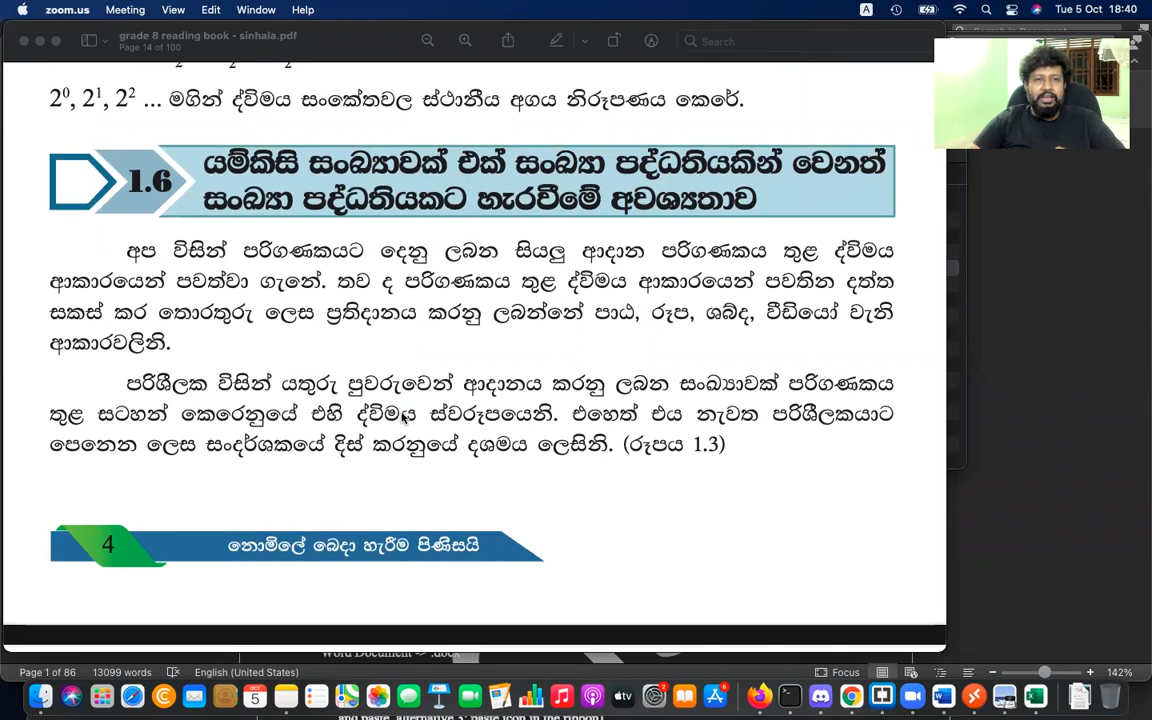 zoom.us Meeting View Edit Window Help
A Tue 5 Oct 18:40
grade 8 reading book - sinhala.pdf
Page 14 of 100
Search
2⁰, 2¹, 2² ... මගින් ද්විමය සංකේතවල ස්ථානීය අගය නිරූපණය කෙරේ.
1.6 යම්කිසි සංඛ්‍යාවක් එක් සංඛ්‍යා පද්ධතියකින් වෙනත්
සංඛ්‍යා පද්ධතියකට හැරවීමේ අවශ්‍යතාව
අප විසින් පරිගණකයට දෙනු ලබන සියලු ආදාන පරිගණකය තුළ ද්විමය
ආකාරයෙන් පවත්වා ගැනේ. තව ද පරිගණකය තුළ ද්විමය ආකාරයෙන් පවතින දත්ත
සකස් කර තොරතුරු ලෙස ප්‍රතිදානය කරනු ලබන්නේ පාඨ, රූප, ශබ්ද, වීඩියෝ වැනි
ආකාරවලිනි.
පරිශීලක විසින් යතුරු පුවරුවෙන් ආදානය කරනු ලබන සංඛ්‍යාවක් පරිගණකය
තුළ සටහන් කෙරෙනුයේ එහි ද්විමය ස්වරූපයෙනි. එහෙත් එය නැවත පරිශීලකයාට
පෙනෙන ලෙස සංදර්ශකයේ දිස් කරනුයේ දශමය ලෙසිනි. (රූපය 1.3)
4 නොමිලේ බෙදා හැරීම පිණිසයි
Page 1 of 86 13099 words English (United States) Focus 142%
OCT
5
tv